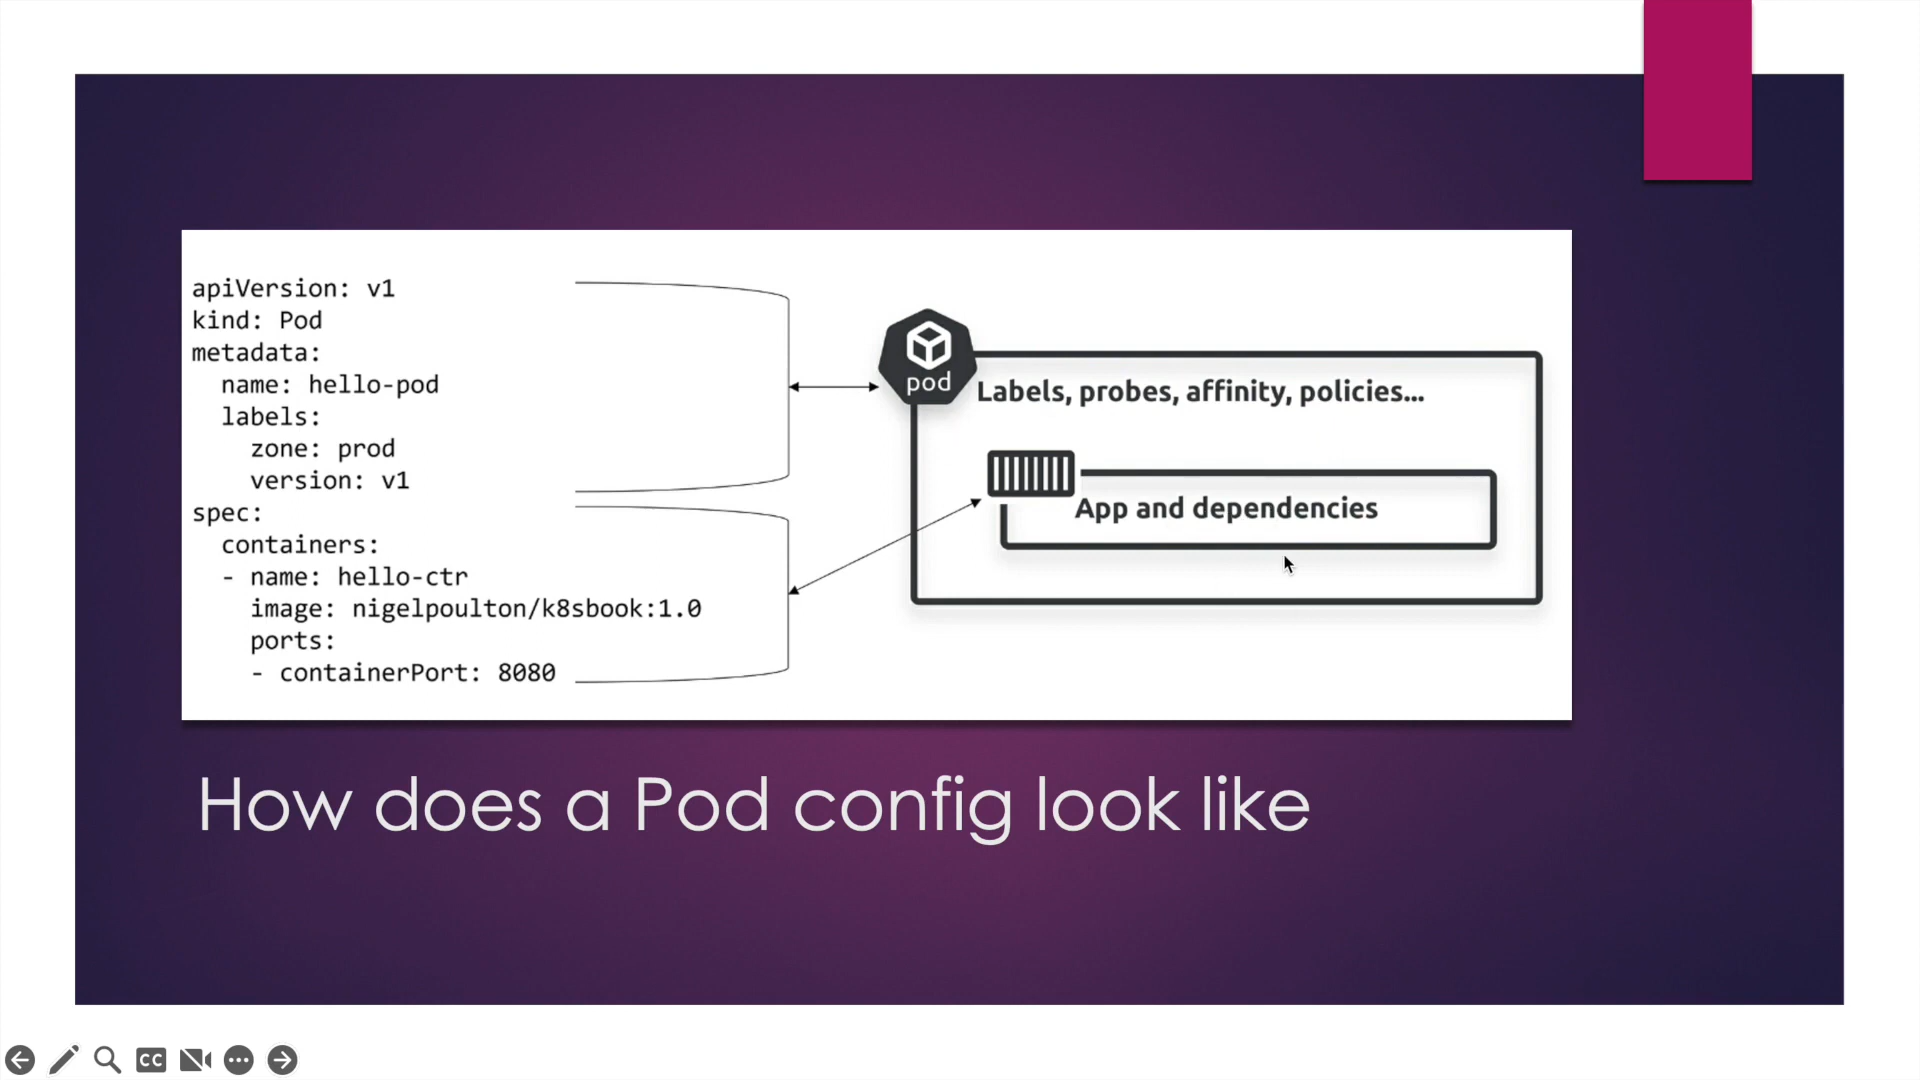 apiVersion: v1
kind: Pod
metadata:
  name: hello-pod
  labels:
    zone: prod
    version: v1
spec:
  containers:
  - name: hello-ctr
    image: nigelpoulton/k8sbook:1.0
    ports:
    - containerPort: 8080
pod
Labels, probes, affinity, policies...
App and dependencies
How does a Pod config look like
CC